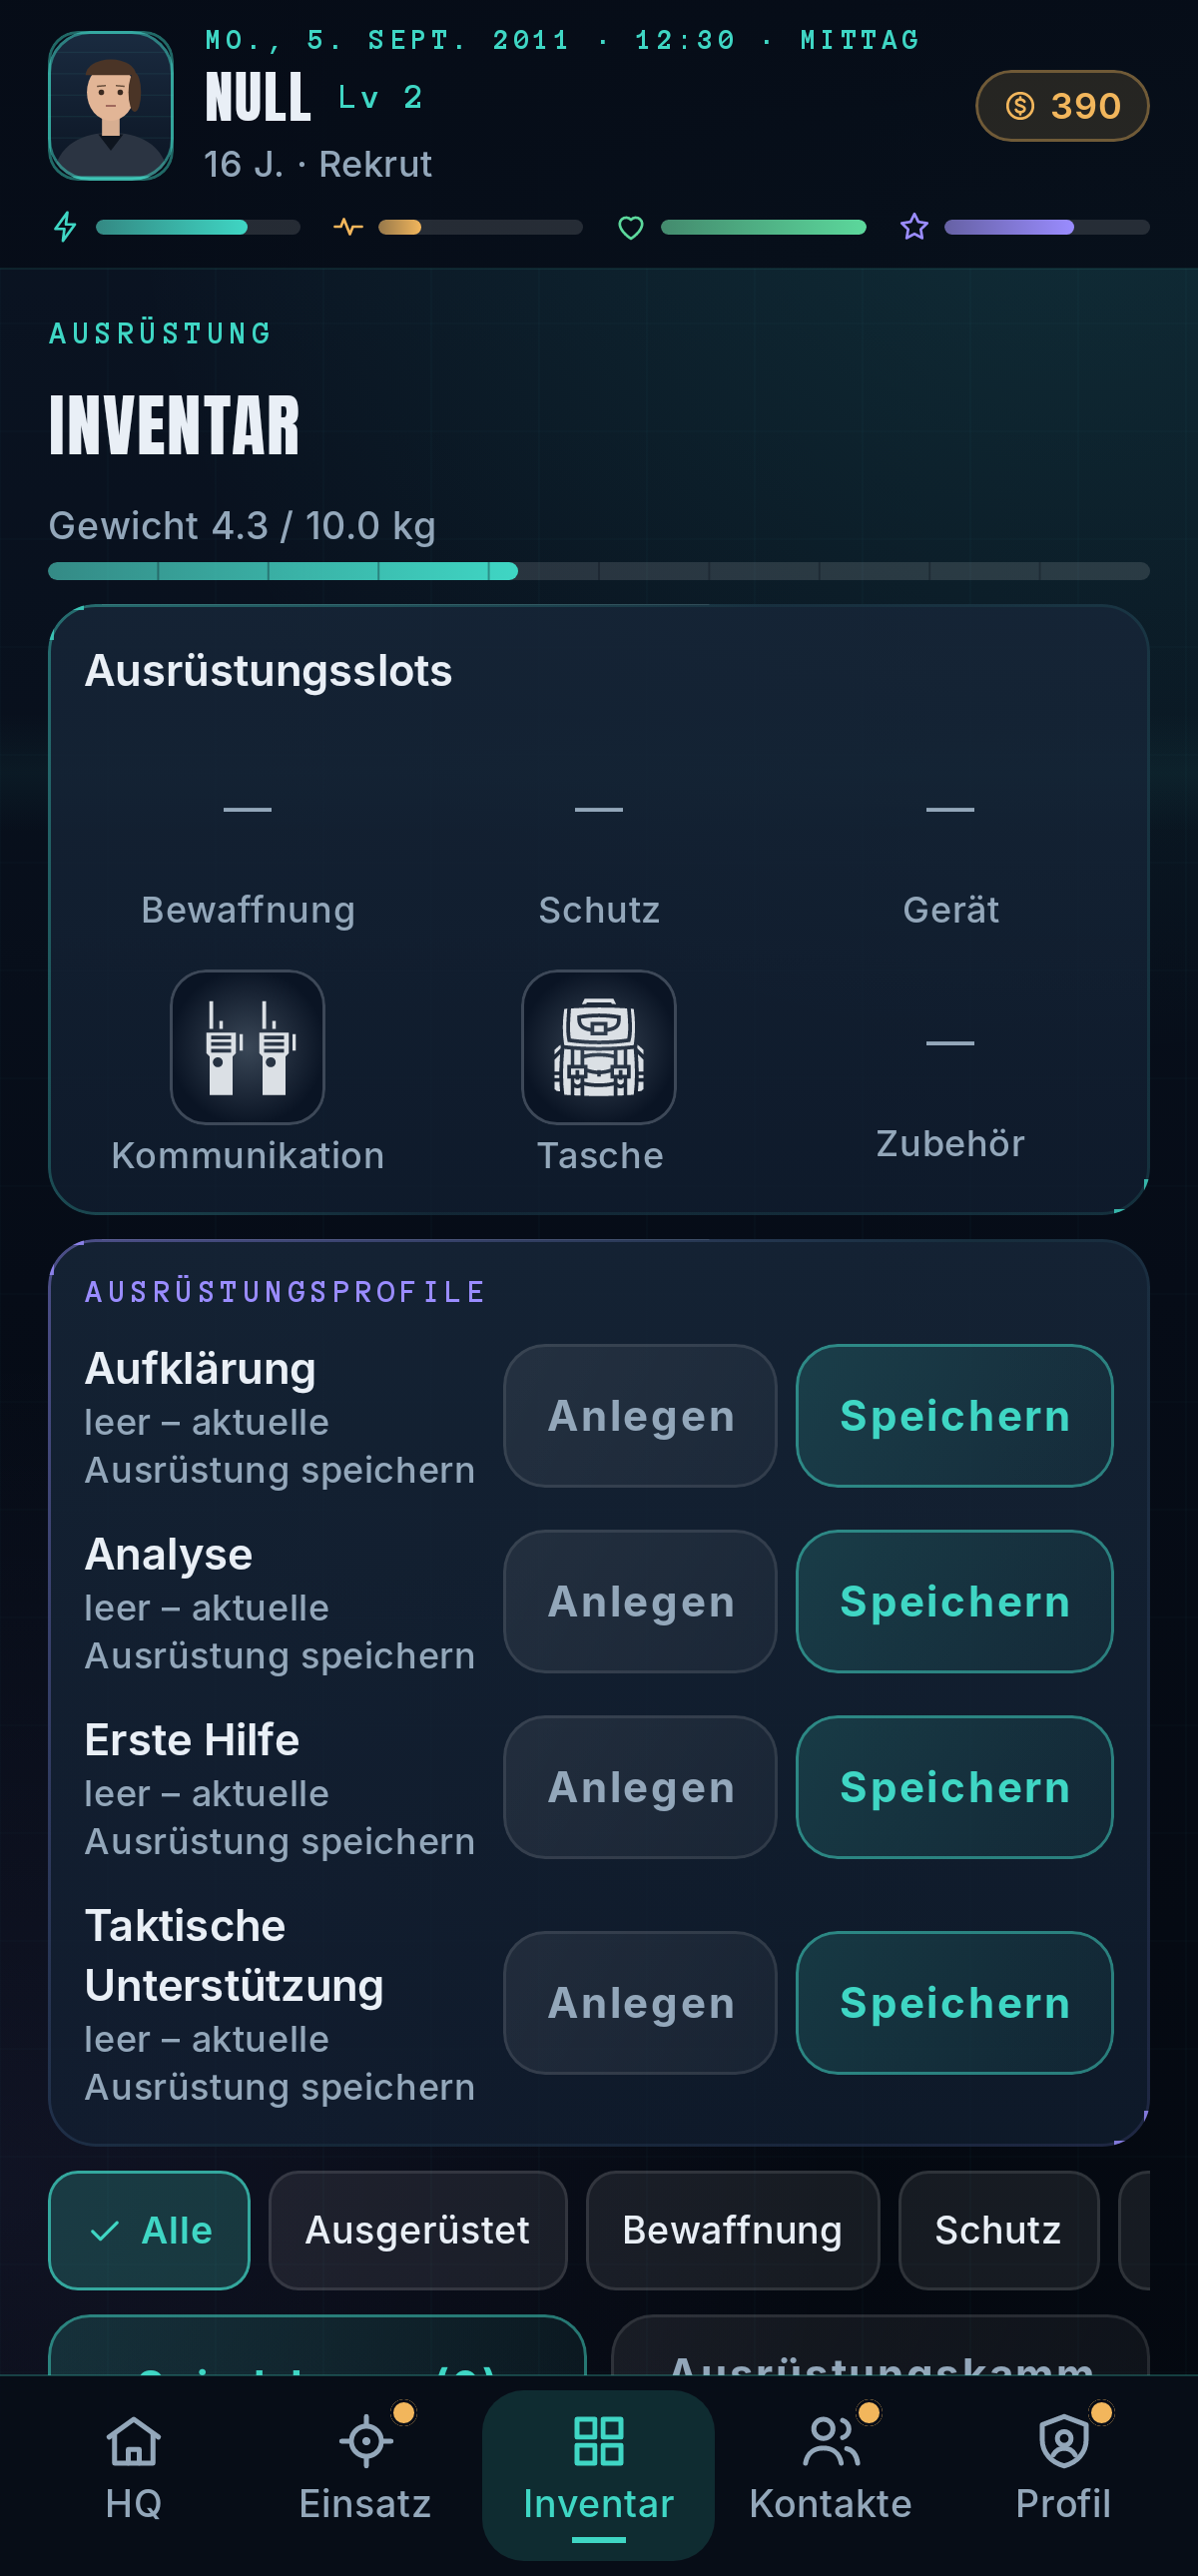 MO., 5. SEPT. 2011 · 12:30 · MITTAG
NULL Lv 2
390
16 J. · Rekrut
AUSRÜSTUNG
INVENTAR
Gewicht 4.3 / 10.0 kg
Ausrüstungsslots
— — —
Bewaffnung Schutz Gerät
—
Kommunikation Tasche Zubehör
AUSRÜSTUNGSPROFILE
Aufklärung
leer – aktuelle
Ausrüstung speichern
Anlegen Speichern
Analyse
leer – aktuelle
Ausrüstung speichern
Anlegen Speichern
Erste Hilfe
leer – aktuelle
Ausrüstung speichern
Anlegen Speichern
Taktische
Unterstützung
leer – aktuelle
Ausrüstung speichern
Anlegen Speichern
Alle Ausgerüstet Bewaffnung Schutz
Ausrüstungskamm
HQ Einsatz Inventar Kontakte Profil